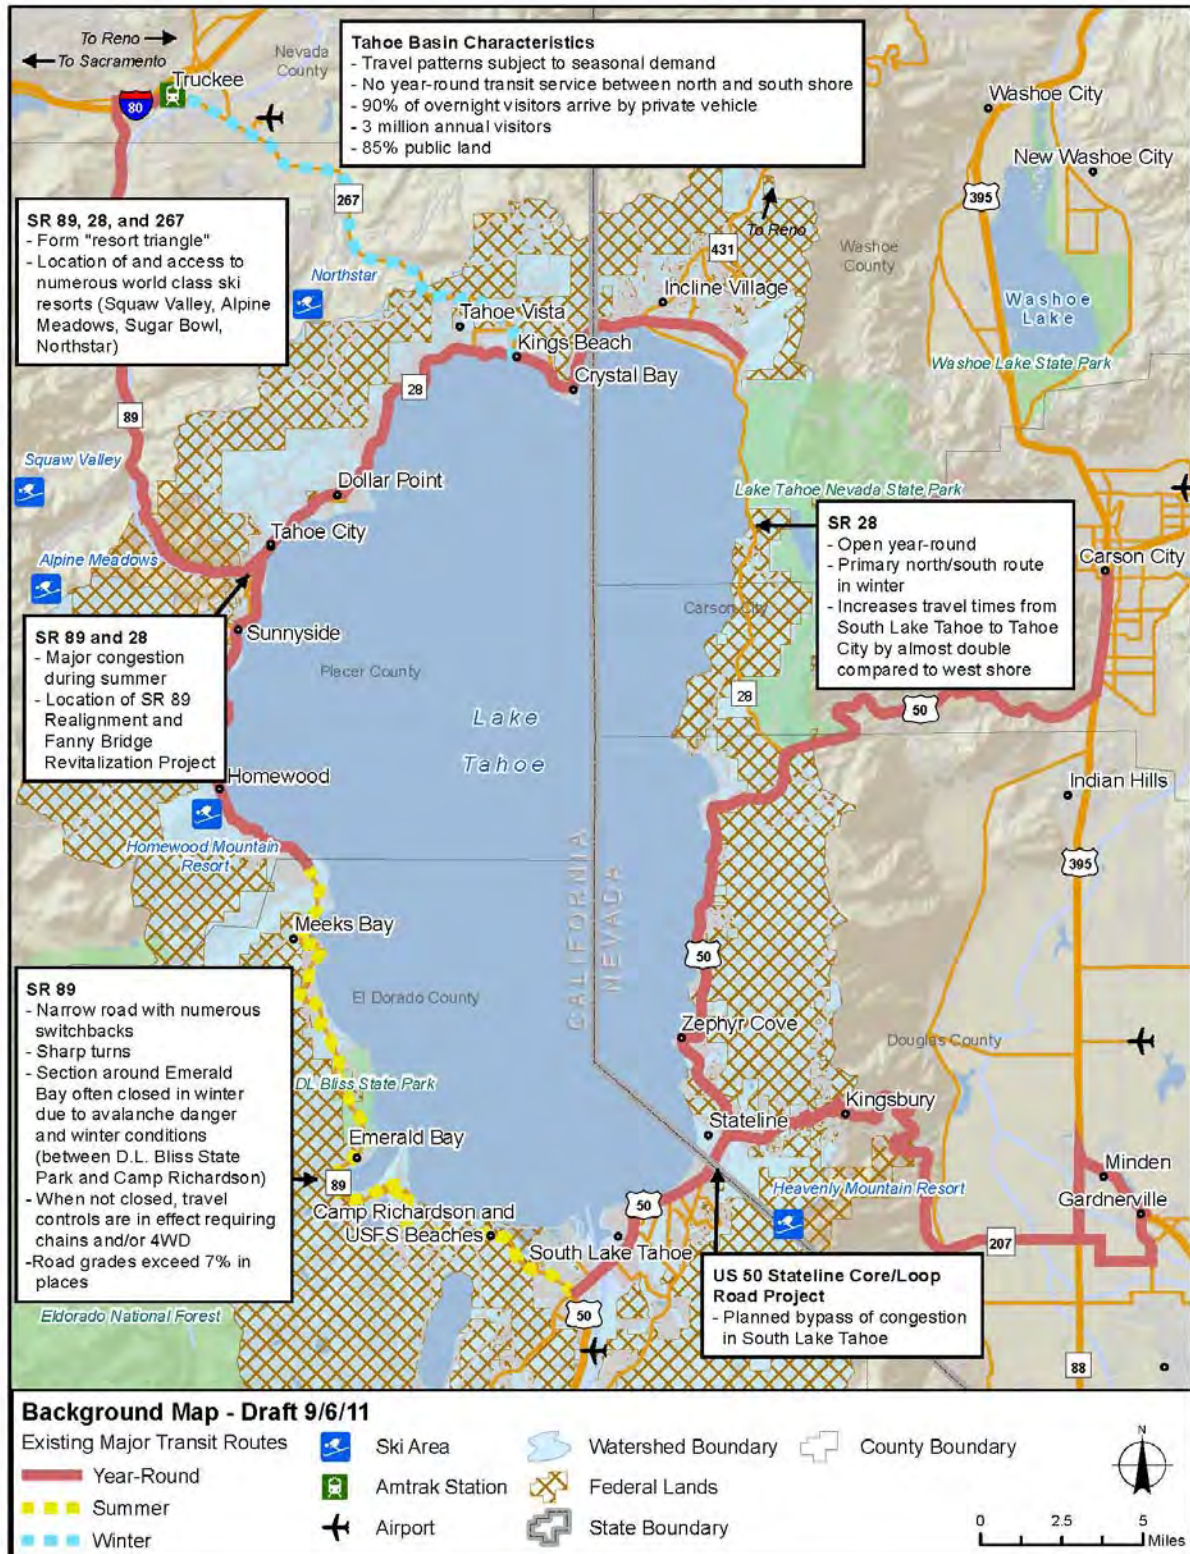 To Reno
To Sacramento
Nevada
County
Truckee
80
Tahoe Basin Characteristics
- Travel patterns subject to seasonal demand
- No year-round transit service between north and south shore
- 90% of overnight visitors arrive by private vehicle
- 3 million annual visitors
- 85% public land
Washoe City
New Washoe City
267
395
SR 89, 28, and 267
- Form "resort triangle"
- Location of and access to
numerous world class ski
resorts (Squaw Valley, Alpine
Meadows, Sugar Bowl,
Northstar)
Northstar
To Reno
431
Washoe
County
Incline Village
Washoe
Lake
Tahoe Vista
Kings Beach
Washoe Lake State Park
Crystal Bay
28
89
Squaw Valley
Dollar Point
Lake Tahoe Nevada State Park
Tahoe City
Alpine Meadows
SR 28
- Open year-round
- Primary north/south route
in winter
- Increases travel times from
South Lake Tahoe to Tahoe
City by almost double
compared to west shore
Carson City
Carson City
Sunnyside
SR 89 and 28
- Major congestion
during summer
- Location of SR 89
Realignment and
Fanny Bridge
Revitalization Project
Placer County
28
50
Lake
Tahoe
Homewood
Indian Hills
Homewood Mountain
Resort
395
CALIFORNIA
NEVADA
Meeks Bay
50
El Dorado County
SR 89
- Narrow road with numerous
switchbacks
- Sharp turns
- Section around Emerald
Bay often closed in winter
due to avalanche danger
and winter conditions
(between D.L. Bliss State
Park and Camp Richardson)
- When not closed, travel
controls are in effect requiring
chains and/or 4WD
-Road grades exceed 7% in
places
Zephyr Cove
Douglas County
DL Bliss State Park
Kingsbury
Stateline
Emerald Bay
89
Minden
Heavenly Mountain Resort
Gardnerville
50
Camp Richardson and
USFS Beaches
South Lake Tahoe
207
US 50 Stateline Core/Loop
Road Project
- Planned bypass of congestion
in South Lake Tahoe
Eldorado National Forest
50
88
Background Map - Draft 9/6/11
Existing Major Transit Routes
Year-Round
Summer
Winter
Ski Area
Amtrak Station
Airport
Watershed Boundary
Federal Lands
State Boundary
County Boundary
N
0 2.5 5
Miles